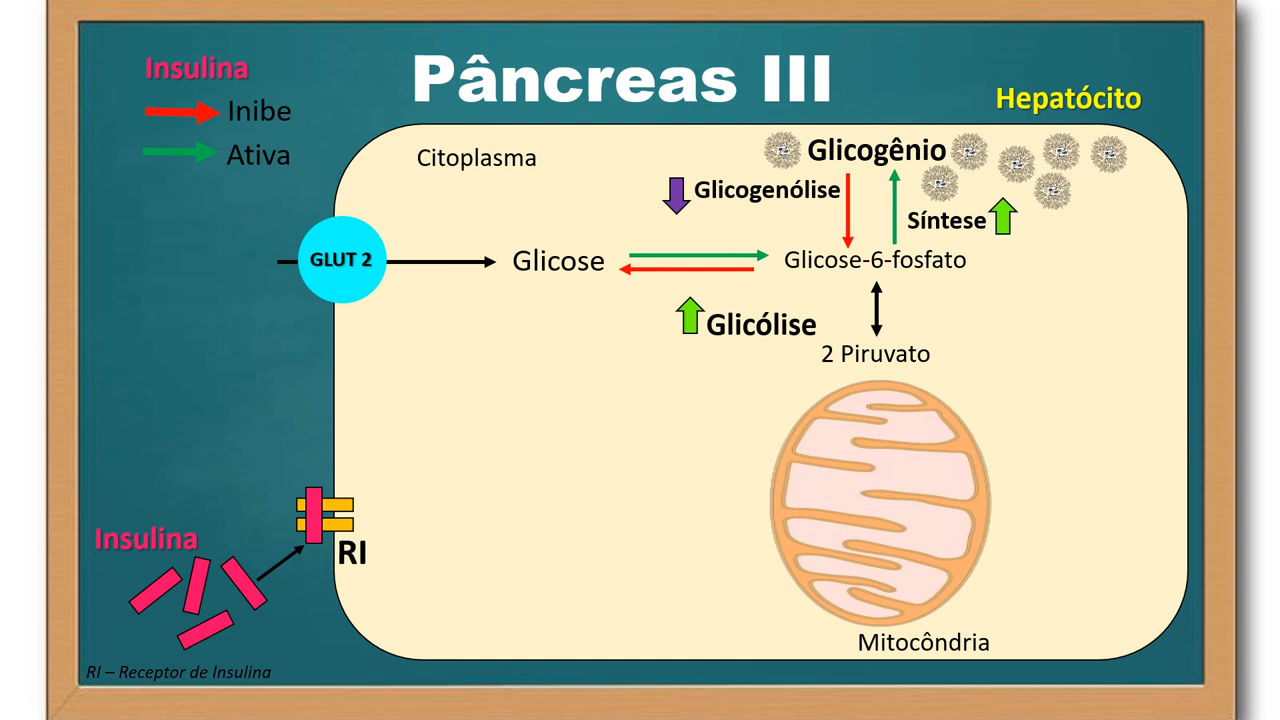 Pâncreas III
Insulina
Inibe
Ativa
Hepatócito
Citoplasma
Glicogênio
Glicogenólise
Síntese
GLUT 2
Glicose
Glicose-6-fosfato
Glicólise
2 Piruvato
Insulina
RI
Mitocôndria
RI – Receptor de Insulina